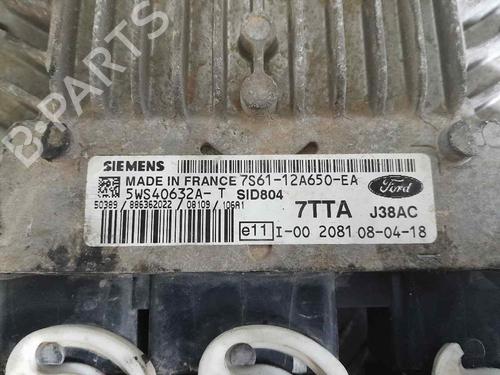 B-PARTS
SIEMENS
MADE IN FRANCE 7S61-12A650-EA
5WS40632A-T SID804
50389 / 886362022 / 08109 / 106A1
Ford
7TTA J38AC
e11 I-00 2081 08-04-18